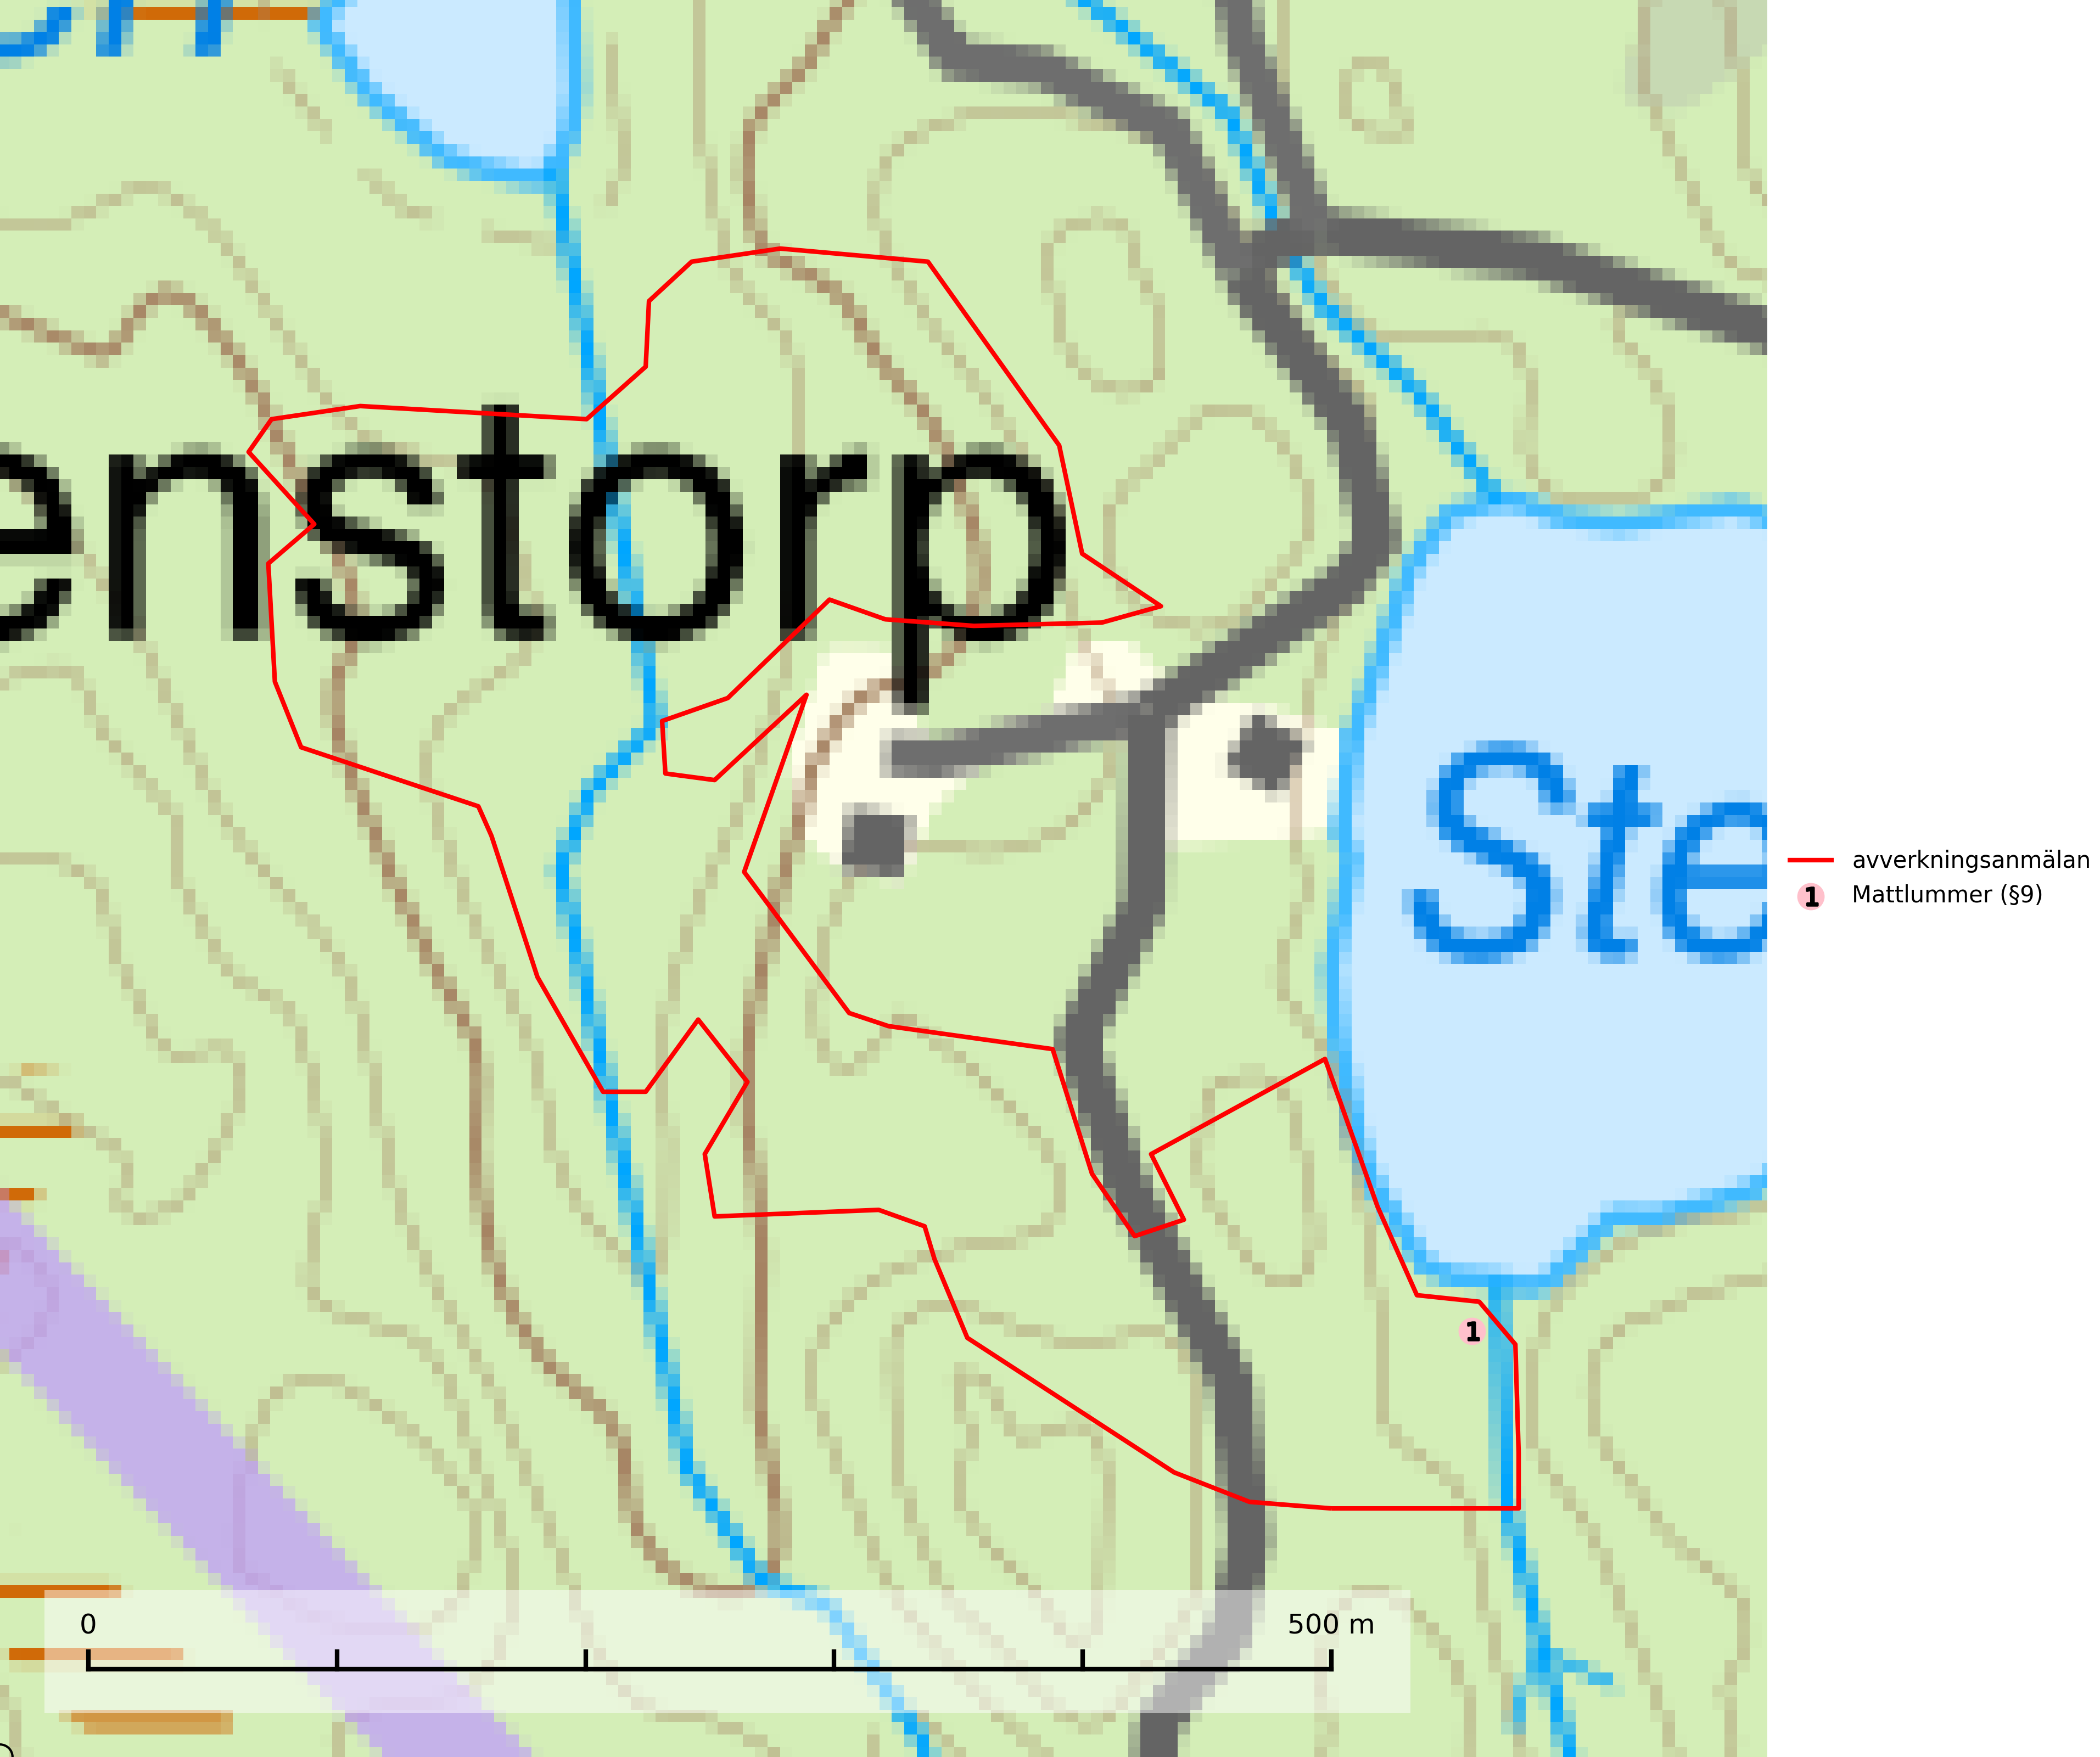 enstorp
Ste
1
0 500 m
avverkningsanmälan
1 Mattlummer (§9)